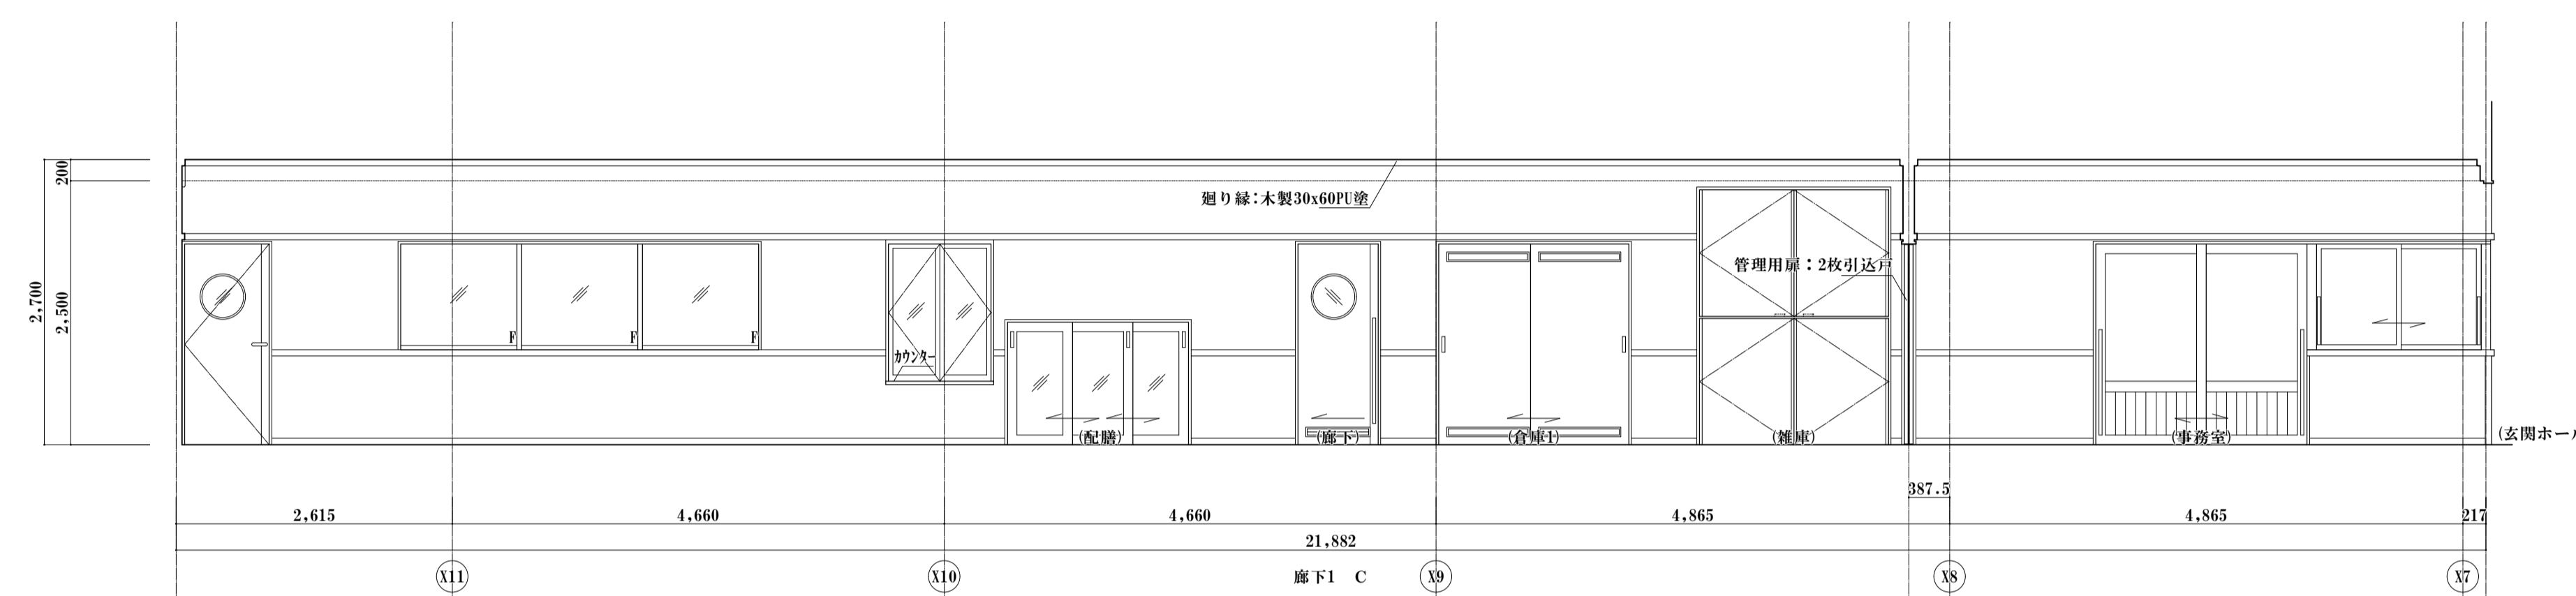 200
2,700
2,500
廻り縁:木製30x60PU塗
管理用扉:2枚引込戸
F
F
F
カウンター
(配膳)
(廊下)
(倉庫1)
(雑庫)
(事務室)
(玄関ホール
387.5
2,615
4,660
4,660
4,865
4,865
217
21,882
X11
X10
廊下1 C
X9
X8
X7